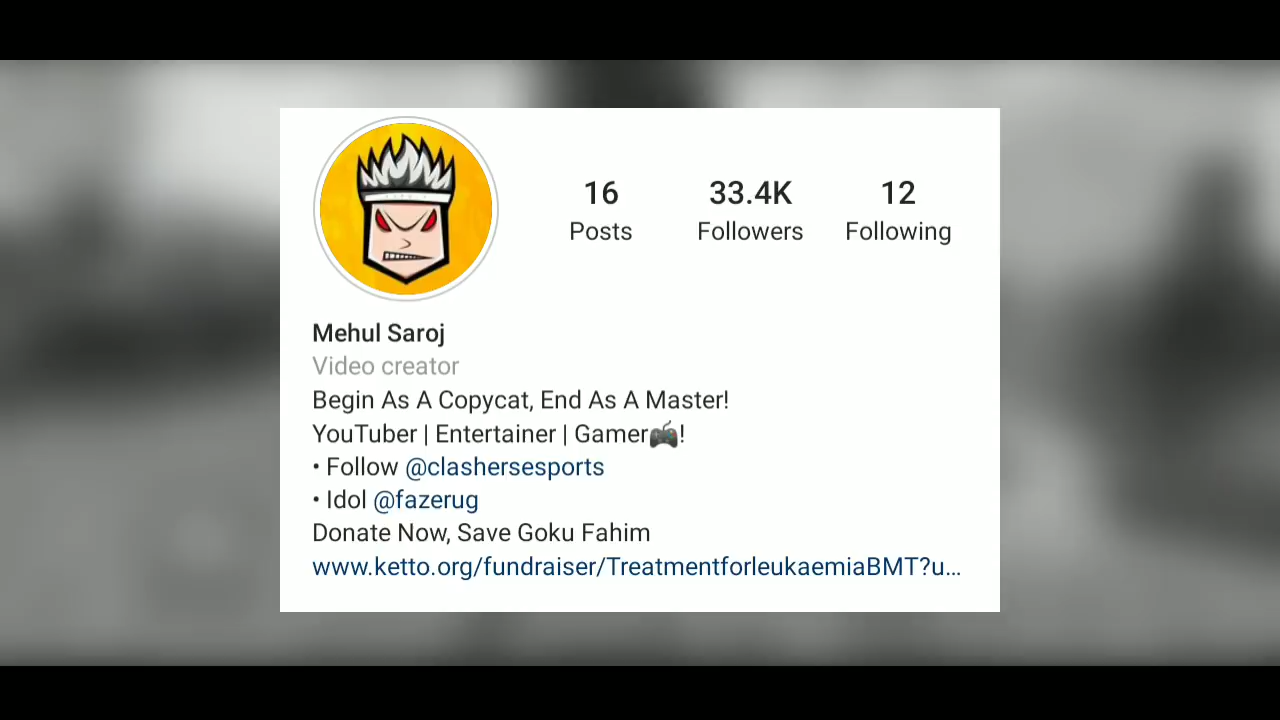 16 33.4K 12
Posts Followers Following
Mehul Saroj
Video creator
Begin As A Copycat, End As A Master!
YouTuber | Entertainer | Gamer🎮!
• Follow @clashersesports
• Idol @fazerug
Donate Now, Save Goku Fahim
www.ketto.org/fundraiser/TreatmentforleukaemiaBMT?u...